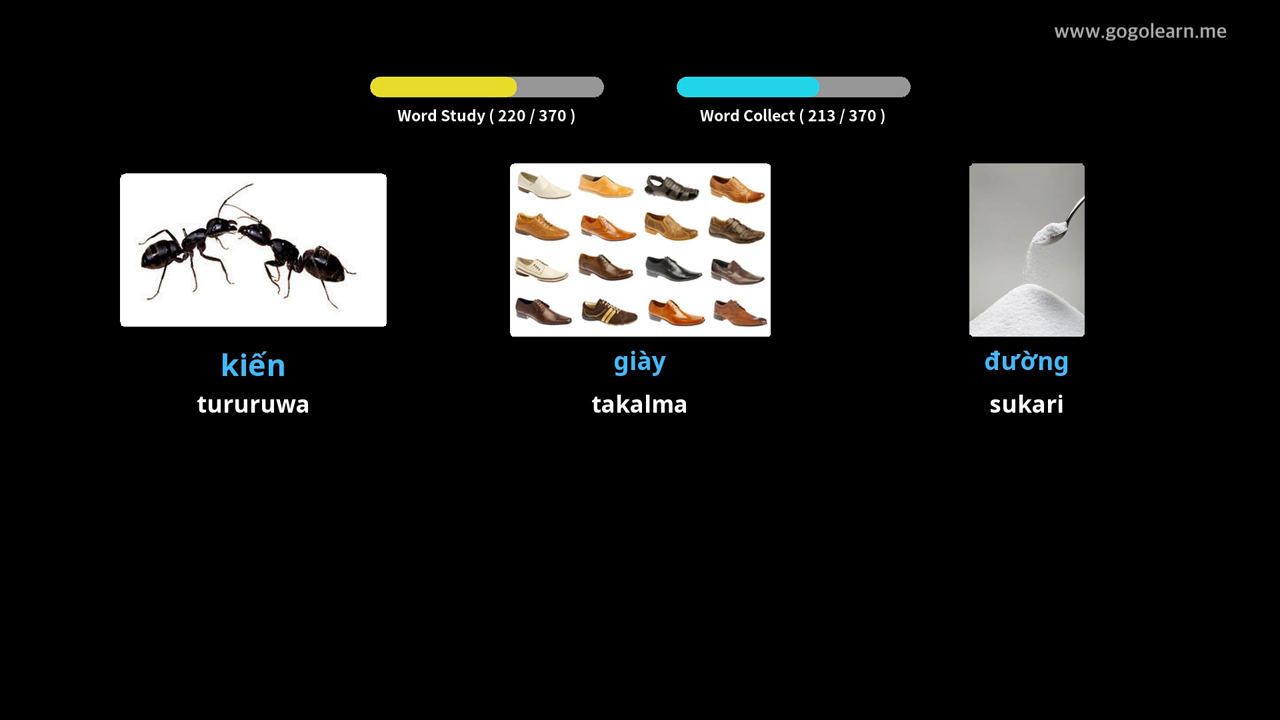 www.gogolearn.me
Word Study ( 220 / 370 )
Word Collect ( 213 / 370 )
kiến
giày
đường
tururuwa
takalma
sukari